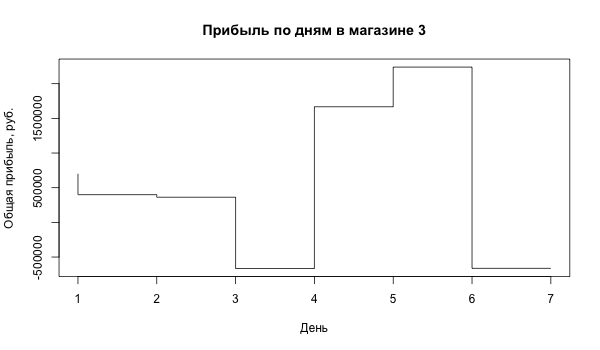 Прибыль по дням в магазине 3
Общая прибыль, руб.
1500000
500000
-500000
1 2 3 4 5 6 7
День